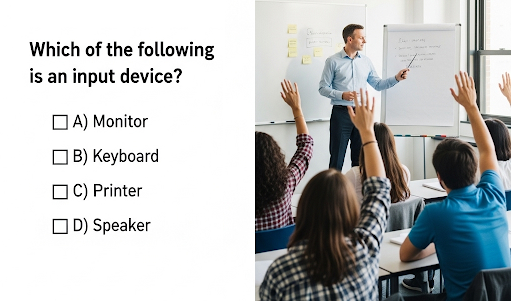 Which of the following
is an input device?
A) Monitor
B) Keyboard
C) Printer
D) Speaker